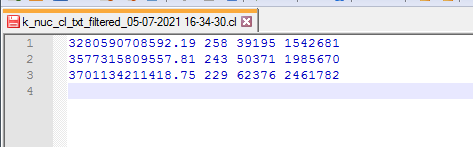 k_nuc_cl_txt_filtered_05-07-2021 16-34-30.cl
1 3280590708592.19 258 39195 1542681
2 3577315809557.81 243 50371 1985670
3 3701134211418.75 229 62376 2461782
4